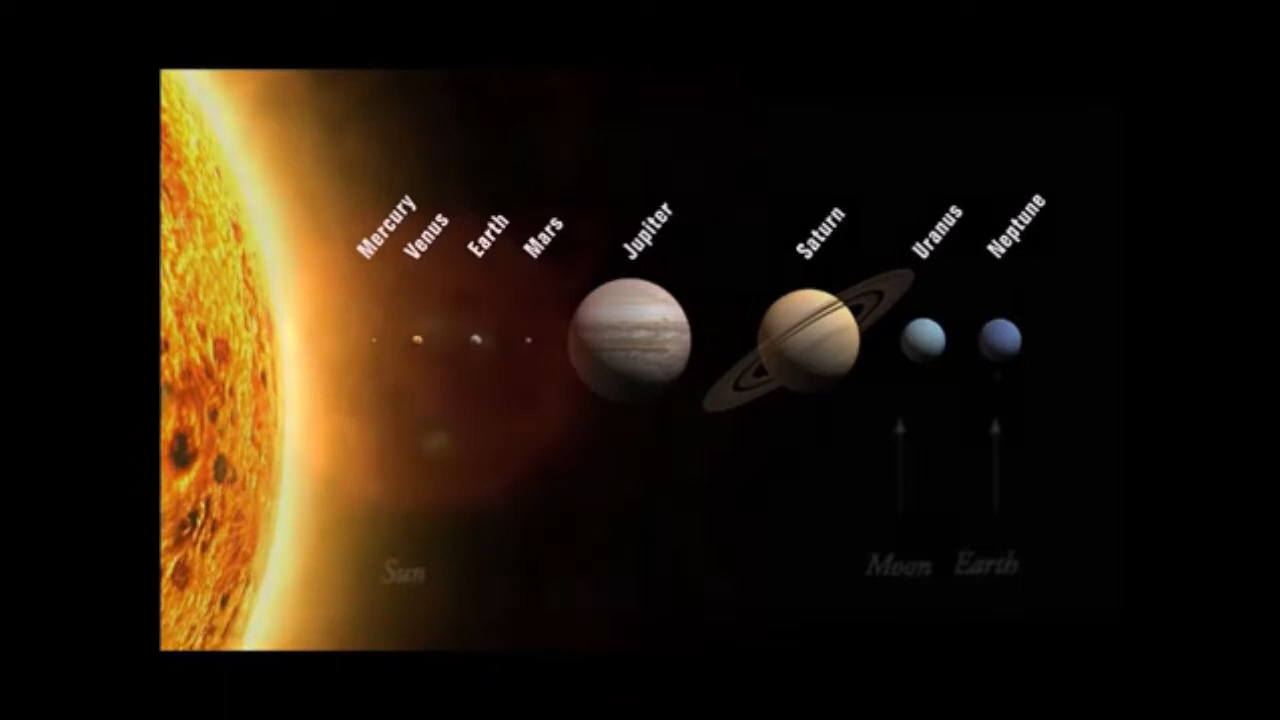 Mercury
Venus
Earth
Mars
Jupiter
Saturn
Uranus
Neptune
Sun
Moon
Earth